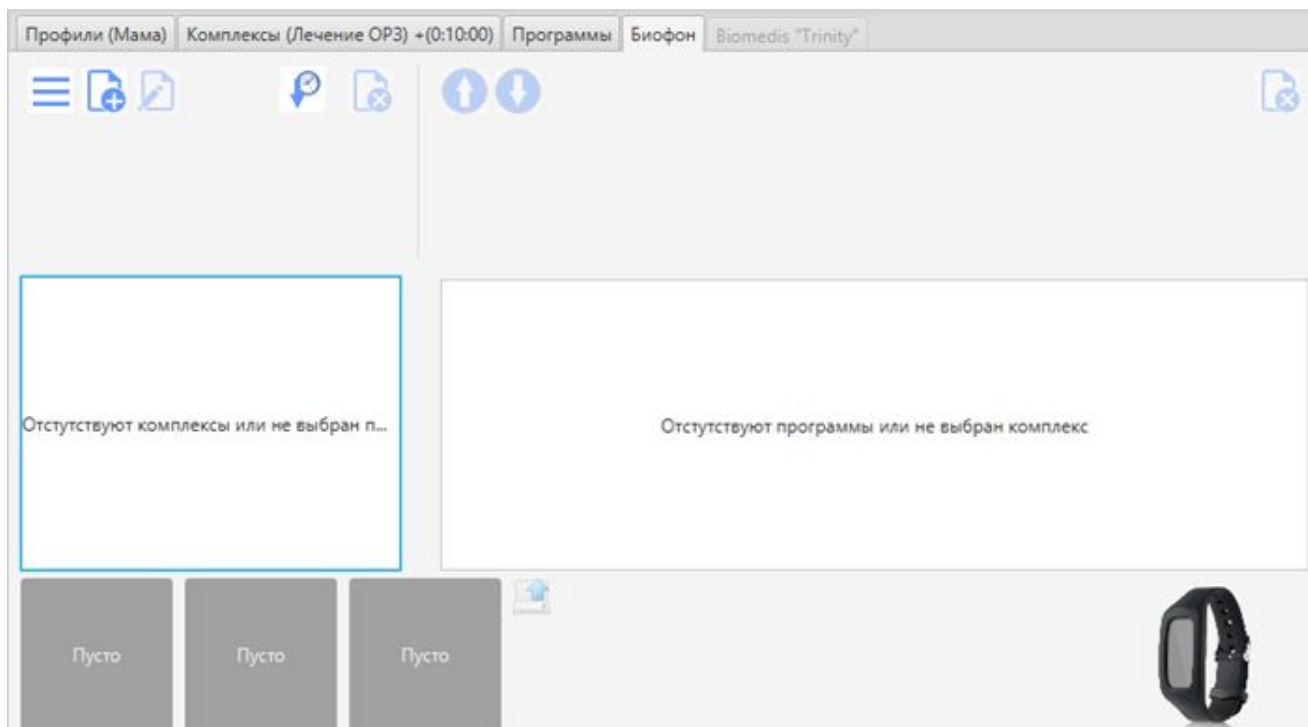 Профили (Мама) Комплексы (Лечение ОРЗ) +(0:10:00) Программы Биофон Biomedis "Trinity"
Отстутствуют комплексы или не выбран п... Отстутствуют программы или не выбран комплекс
Пусто Пусто Пусто